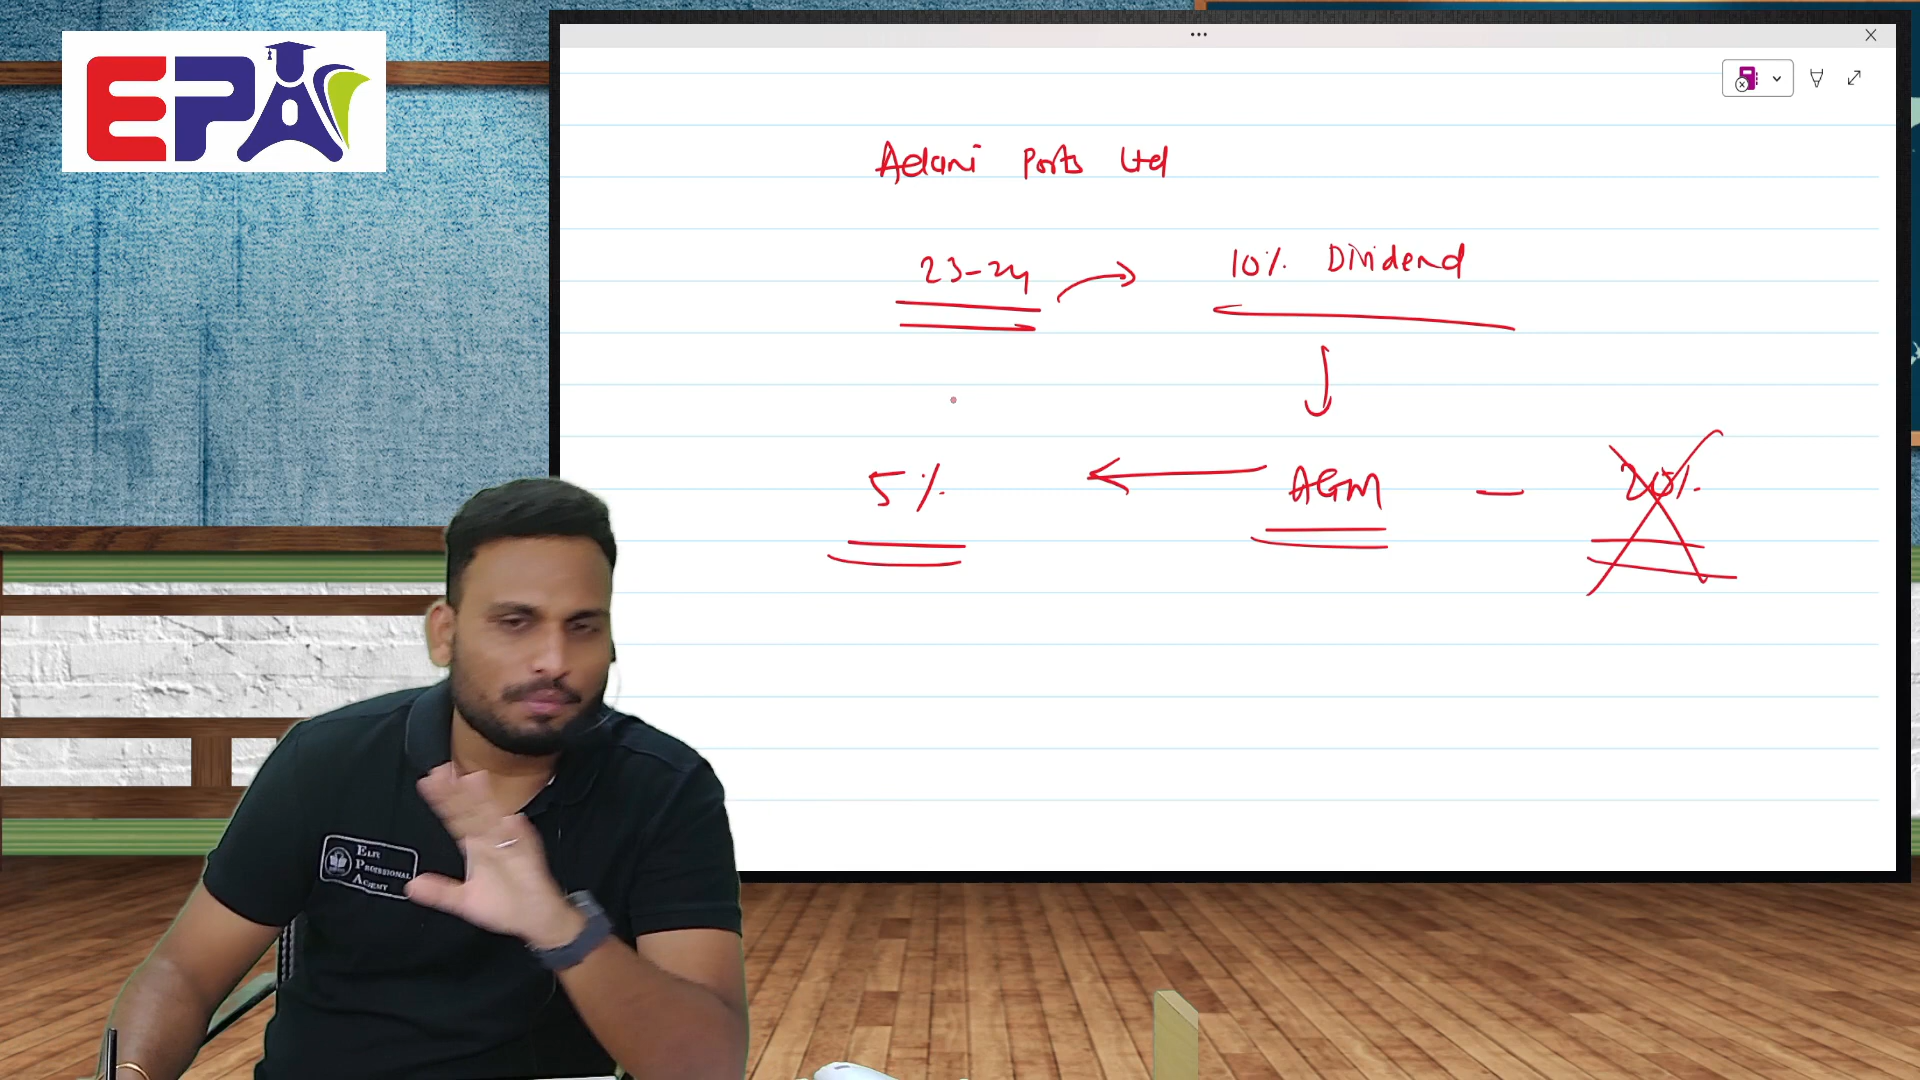 EPA
Adani Ports Ltd
23-24 10% Dividend
5% AGM - 20%
ELITE
PROFESSIONAL
ACADEMY